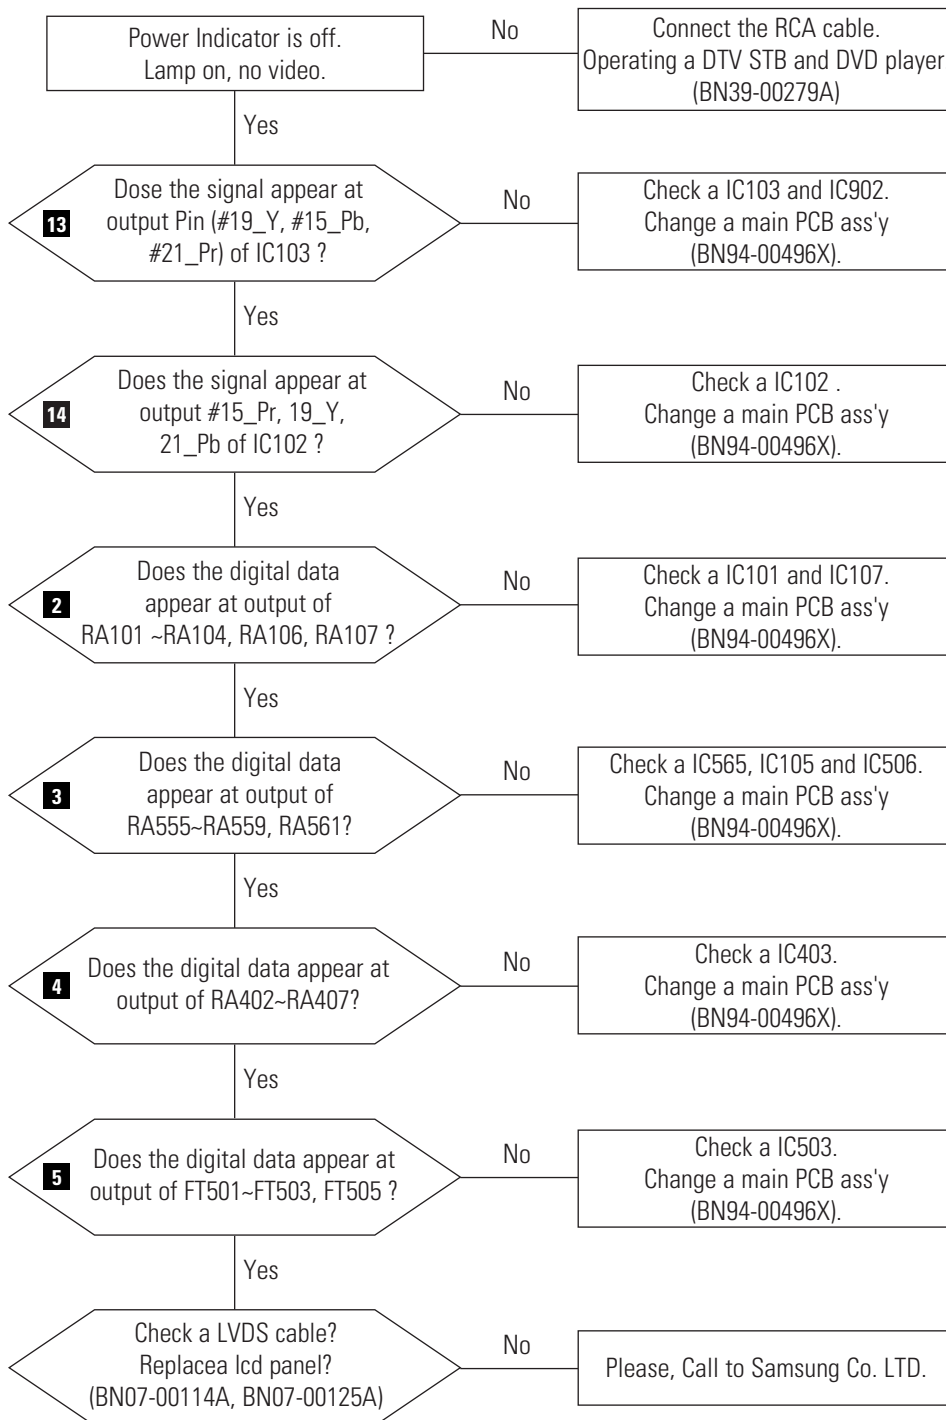 Power Indicator is off.
Lamp on, no video.
No
Connect the RCA cable.
Operating a DTV STB and DVD player
(BN39-00279A)
Yes
13
Dose the signal appear at
output Pin (#19_Y, #15_Pb,
#21_Pr) of IC103 ?
No
Check a IC103 and IC902.
Change a main PCB ass'y
(BN94-00496X).
Yes
14
Does the signal appear at
output #15_Pr, 19_Y,
21_Pb of IC102 ?
No
Check a IC102 .
Change a main PCB ass'y
(BN94-00496X).
Yes
2
Does the digital data
appear at output of
RA101 ~RA104, RA106, RA107 ?
No
Check a IC101 and IC107.
Change a main PCB ass'y
(BN94-00496X).
Yes
3
Does the digital data
appear at output of
RA555~RA559, RA561?
No
Check a IC565, IC105 and IC506.
Change a main PCB ass'y
(BN94-00496X).
Yes
4
Does the digital data appear at
output of RA402~RA407?
No
Check a IC403.
Change a main PCB ass'y
(BN94-00496X).
Yes
5
Does the digital data appear at
output of FT501~FT503, FT505 ?
No
Check a IC503.
Change a main PCB ass'y
(BN94-00496X).
Yes
Check a LVDS cable?
Replacea lcd panel?
(BN07-00114A, BN07-00125A)
No
Please, Call to Samsung Co. LTD.